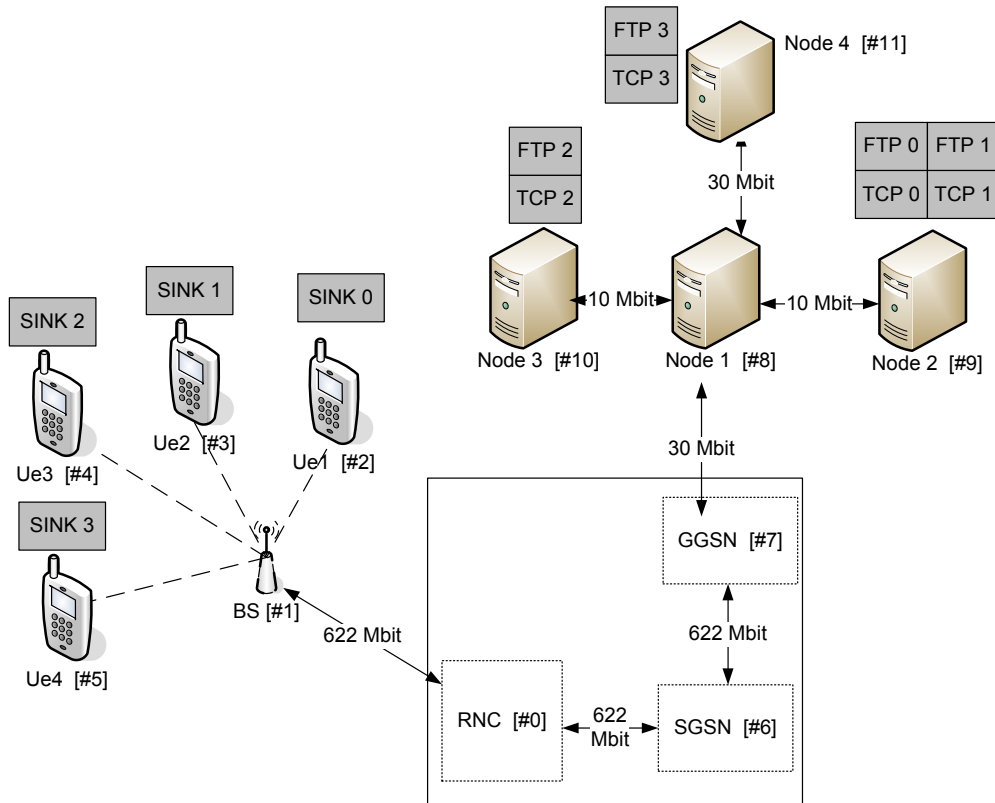 FTP 3
TCP 3
Node 4 [#11]
30 Mbit
FTP 2
TCP 2
FTP 0 FTP 1
TCP 0 TCP 1
10 Mbit
10 Mbit
Node 3 [#10]
Node 1 [#8]
Node 2 [#9]
SINK 2
SINK 1
SINK 0
Ue3 [#4]
Ue2 [#3]
Ue1 [#2]
SINK 3
Ue4 [#5]
BS [#1]
30 Mbit
GGSN [#7]
622 Mbit
622 Mbit
RNC [#0]
622
Mbit
SGSN [#6]